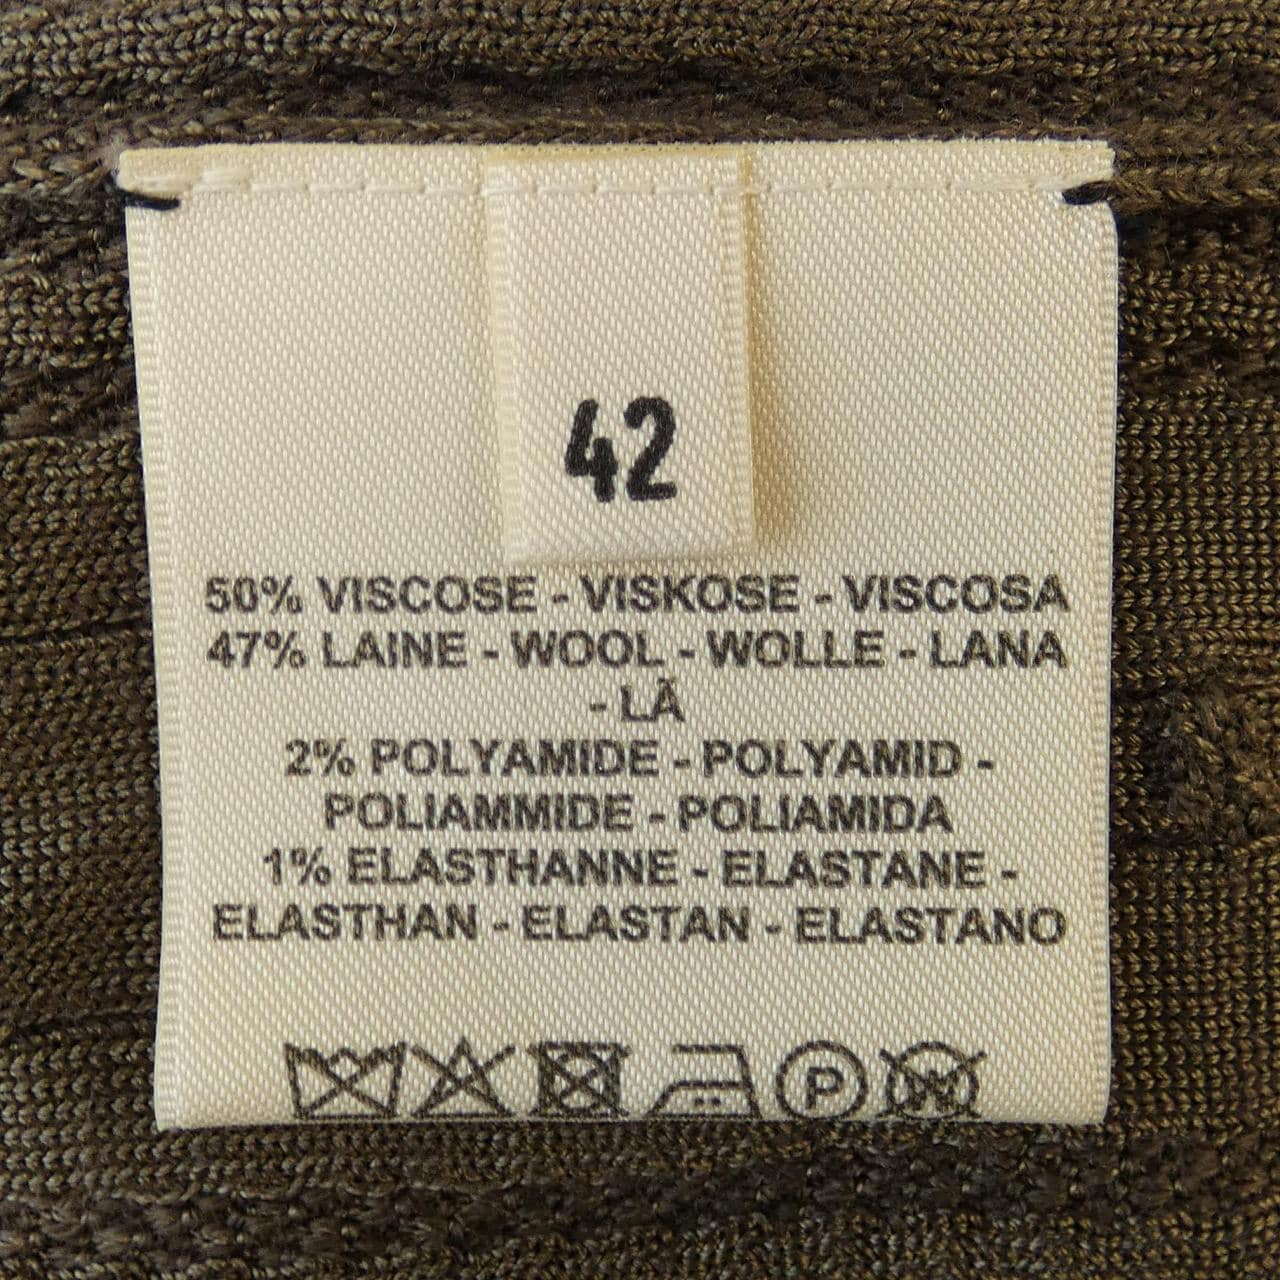 42
50% VISCOSE - VISKOSE - VISCOSA
47% LAINE - WOOL - WOLLE - LANA
- LÃ
2% POLYAMIDE - POLYAMID -
POLIAMMIDE - POLIAMIDA
1% ELASTHANNE - ELASTANE -
ELASTHAN - ELASTAN - ELASTANO
P
W